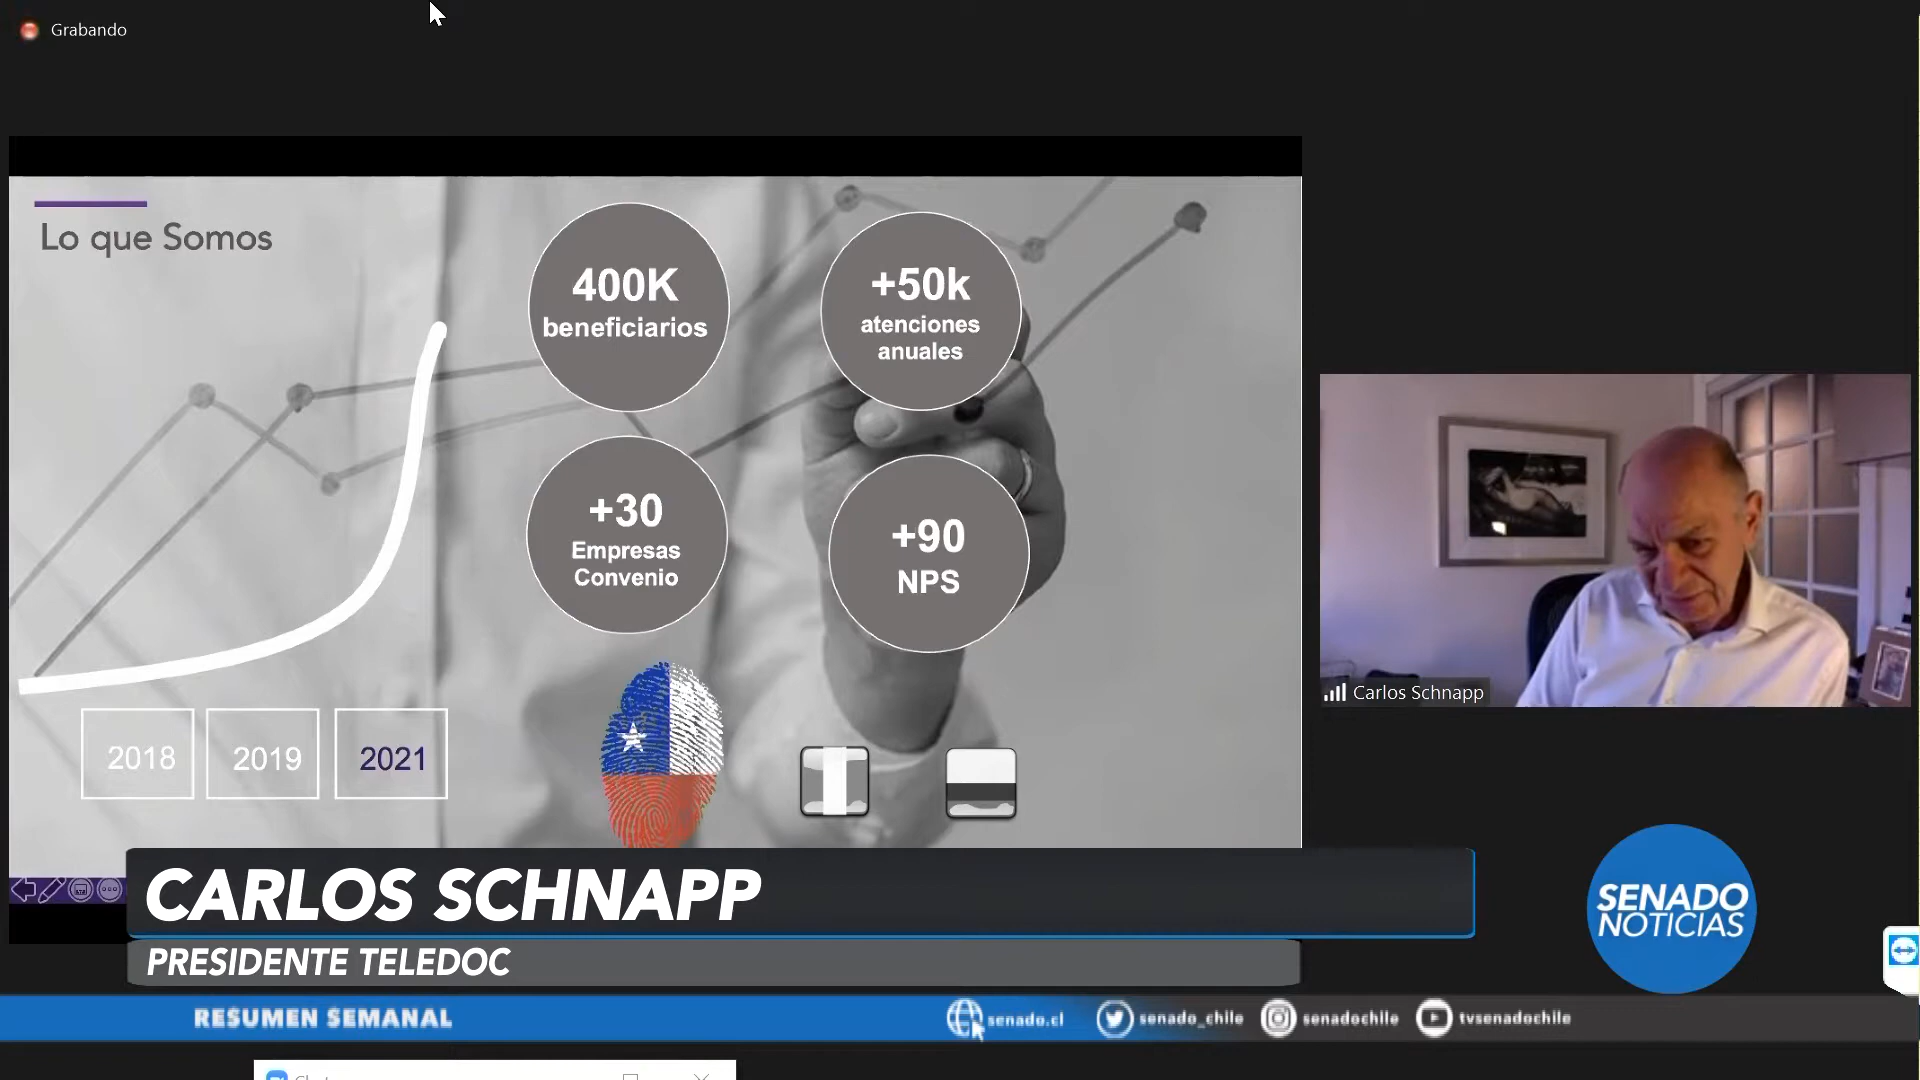 Grabando
Lo que Somos
400K
beneficiarios
+50k
atenciones
anuales
+30
Empresas
Convenio
+90
NPS
2018
2019
2021
Carlos Schnapp
CARLOS SCHNAPP
PRESIDENTE TELEDOC
SENADO
NOTICIAS
RESUMEN SEMANAL
senado.cl
senado_chile
senadochile
tvsenadochile